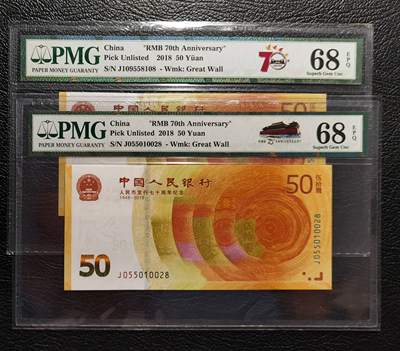 PMG
PAPER MONEY GUARANTY
China "RMB 70th Anniversary"
Pick Unlisted 2018 50 Yüan
S/N J109558108 - Wmk: Great Wall
70
68 EPQ
Superb Gem Unc
50
PMG
PAPER MONEY GUARANTY
China "RMB 70th Anniversary"
Pick Unlisted 2018 50 Yuan
S/N J055010028 - Wmk: Great Wall
68 EPQ
Superb Gem Unc
中国人民银行
人民币发行七十周年纪念
1948-2018
50 伍拾圆
50
J055010028